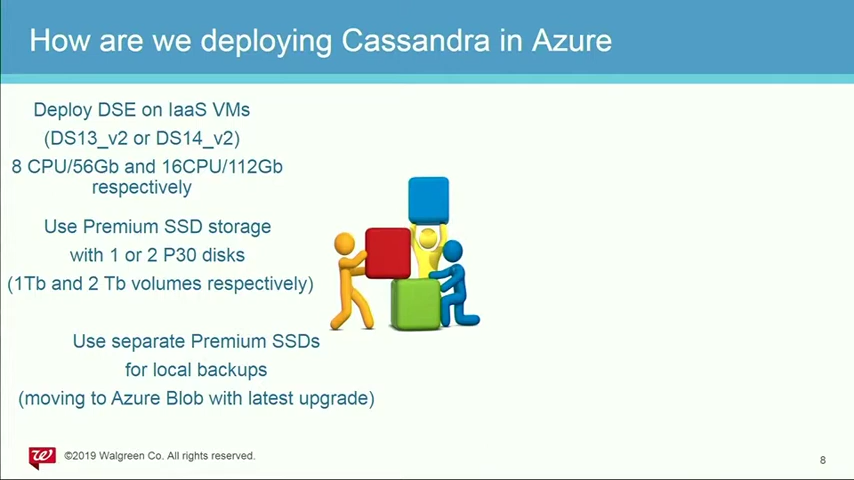 How are we deploying Cassandra in Azure
Deploy DSE on IaaS VMs
(DS13_v2 or DS14_v2)
8 CPU/56Gb and 16CPU/112Gb
respectively
Use Premium SSD storage
with 1 or 2 P30 disks
(1Tb and 2 Tb volumes respectively)
Use separate Premium SSDs
for local backups
(moving to Azure Blob with latest upgrade)
W
©2019 Walgreen Co. All rights reserved.
8